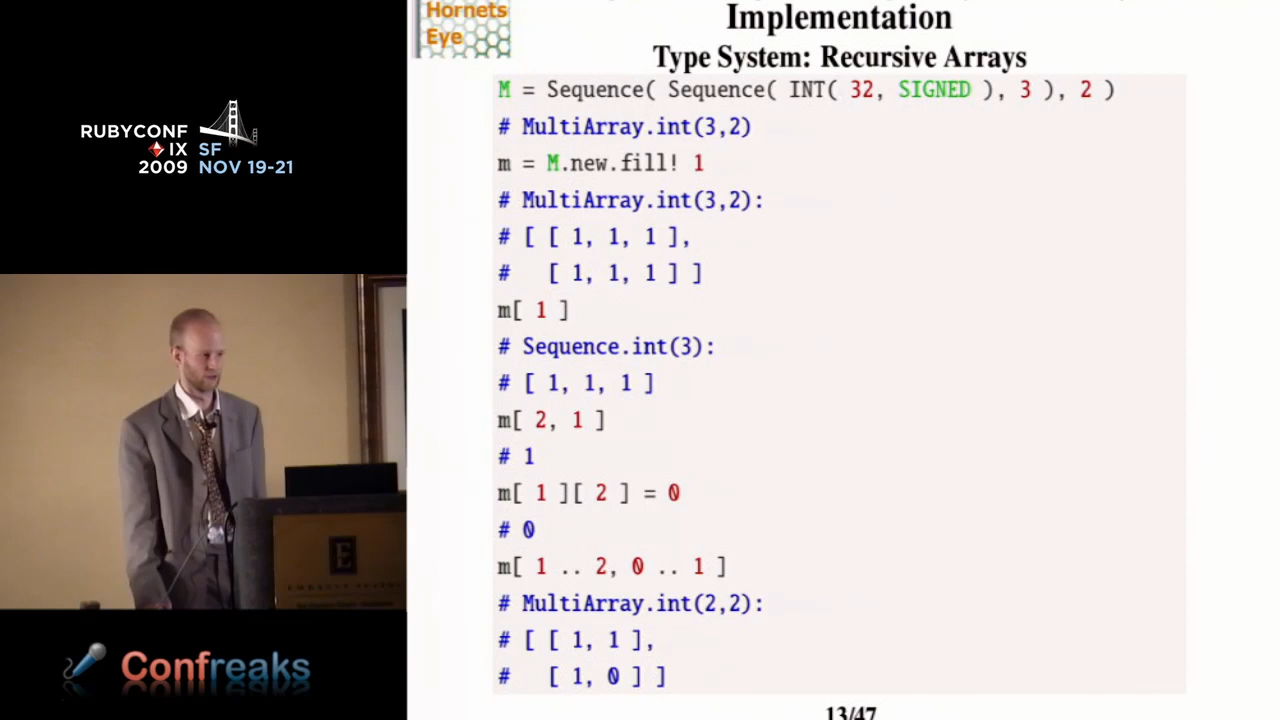 Hornets
Eye
Implementation
Type System: Recursive Arrays
M = Sequence( Sequence( INT( 32, SIGNED ), 3 ), 2 )
# MultiArray.int(3,2)
m = M.new.fill! 1
# MultiArray.int(3,2):
# [ [ 1, 1, 1 ],
#   [ 1, 1, 1 ] ]
m[ 1 ]
# Sequence.int(3):
# [ 1, 1, 1 ]
m[ 2, 1 ]
# 1
m[ 1 ][ 2 ] = 0
# 0
m[ 1 .. 2, 0 .. 1 ]
# MultiArray.int(2,2):
# [ [ 1, 1 ],
#   [ 1, 0 ] ]
13/47
RUBYCONF
IX SF
2009 NOV 19-21
E
Confreaks